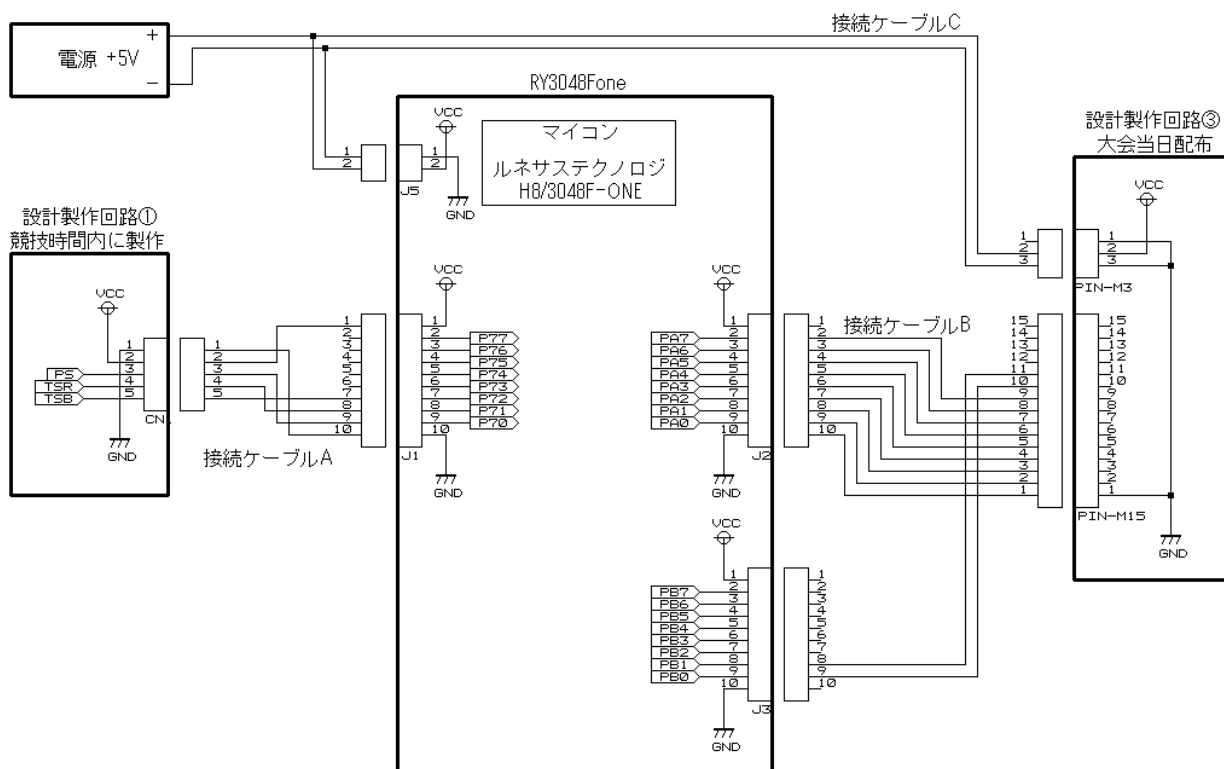 接続ケーブルC
電源 +5V
+
−
RY3048Fone
マイコン
ルネサステクノロジ
H8/3048F-ONE
VCC
1
2
J5
GND
1
2
設計製作回路③
大会当日配布
VCC
1
2
3
1
2
3
PIN-M3
設計製作回路①
競技時間内に製作
VCC
1
2
3
4
5
PS
TSR
TSB
GND
1
2
3
4
5
接続ケーブルA
1
2
3
4
5
6
7
8
9
10
VCC
1
2
3
4
5
6
7
8
9
10
P77
P76
P75
P74
P73
P72
P71
P70
J1
GND
VCC
PA7
PA6
PA5
PA4
PA3
PA2
PA1
PA0
1
2
3
4
5
6
7
8
9
10
J2
GND
接続ケーブルB
1
2
3
4
5
6
7
8
9
10
15
14
13
12
11
10
9
8
7
6
5
4
3
2
1
15
14
13
12
11
10
9
8
7
6
5
4
3
2
1
PIN-M15
GND
VCC
PB7
PB6
PB5
PB4
PB3
PB2
PB1
PB0
1
2
3
4
5
6
7
8
9
10
J3
GND
1
2
3
4
5
6
7
8
9
10